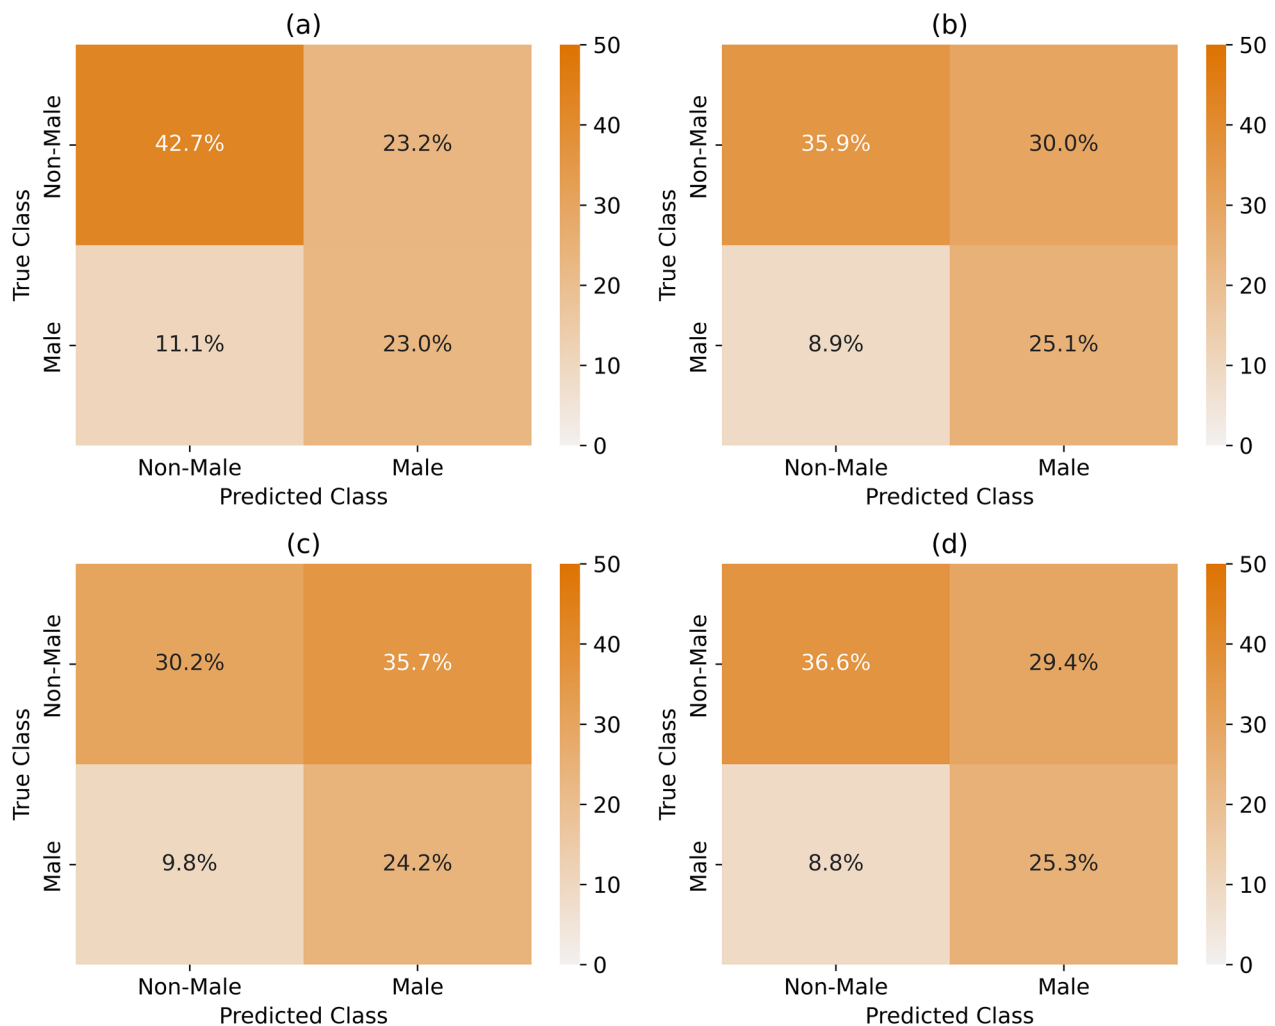 (a)
True Class
Non-Male
Male
42.7%
23.2%
11.1%
23.0%
Non-Male
Male
Predicted Class
50
40
30
20
10
0
(b)
True Class
Non-Male
Male
35.9%
30.0%
8.9%
25.1%
Non-Male
Male
Predicted Class
50
40
30
20
10
0
(c)
True Class
Non-Male
Male
30.2%
35.7%
9.8%
24.2%
Non-Male
Male
Predicted Class
50
40
30
20
10
0
(d)
True Class
Non-Male
Male
36.6%
29.4%
8.8%
25.3%
Non-Male
Male
Predicted Class
50
40
30
20
10
0